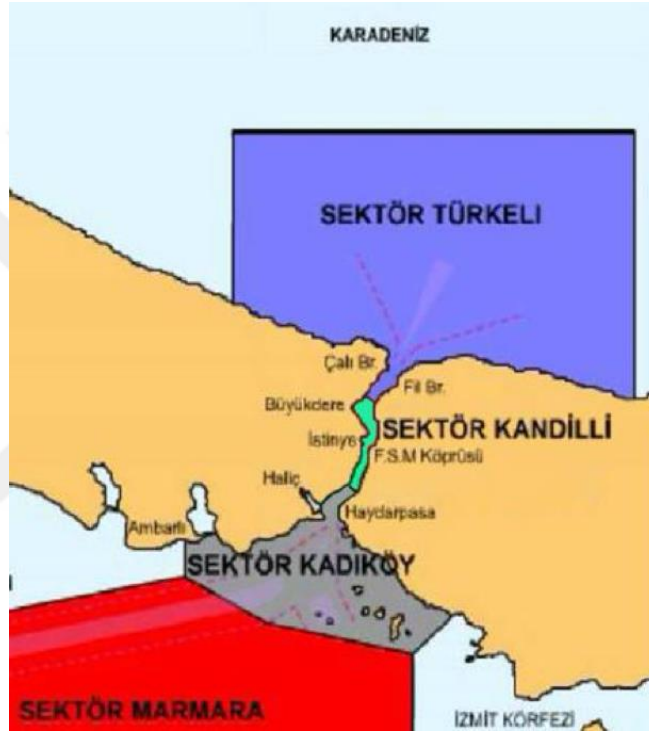 KARADENİZ
SEKTÖR TÜRKELI
Çalı Br.
Fil Br.
Büyükdere
SEKTÖR KANDİLLİ
İstinye
F.S.M Köprüsü
Haliç
Haydarpasa
Ambarlı
SEKTÖR KADIKÖY
SEKTÖR MARMARA
İZMİT KÖRFEZİ